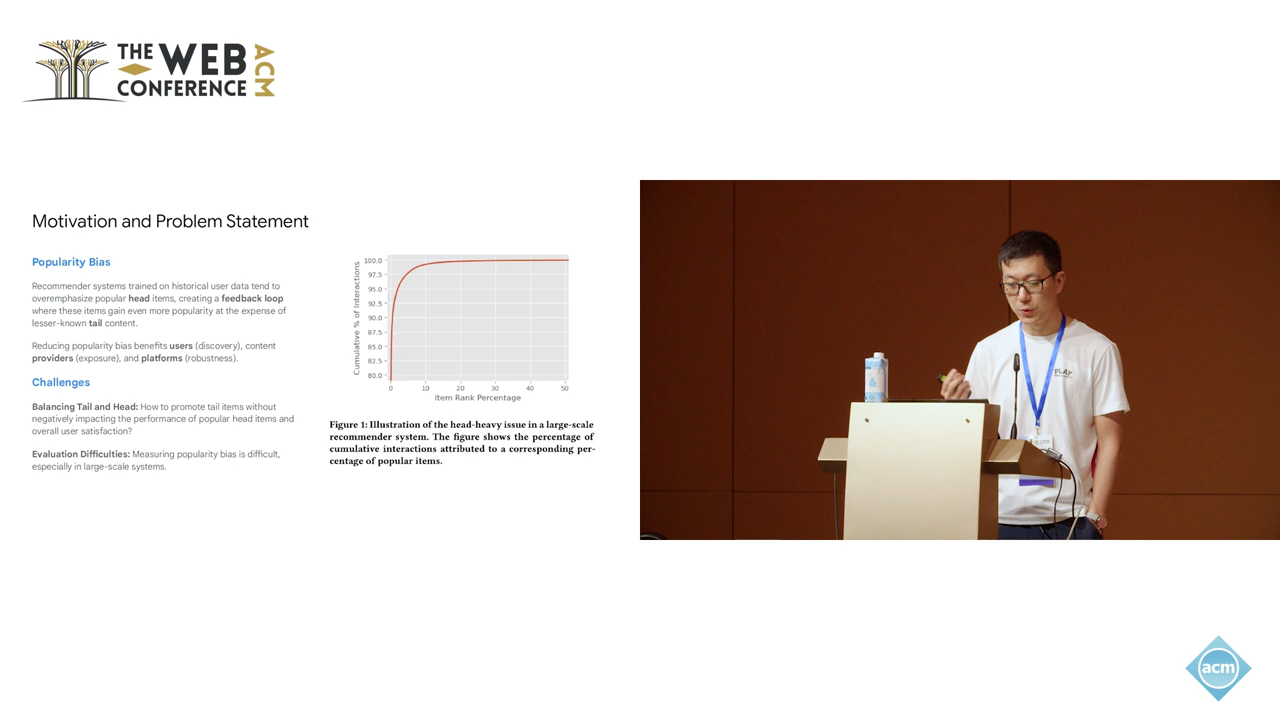 THE WEB
CONFERENCE
ACM
Motivation and Problem Statement
Popularity Bias
Recommender systems trained on historical user data tend to
overemphasize popular head items, creating a feedback loop
where these items gain even more popularity at the expense of
lesser-known tail content.
Reducing popularity bias benefits users (discovery), content
providers (exposure), and platforms (robustness).
Challenges
Balancing Tail and Head: How to promote tail items without
negatively impacting the performance of popular head items and
overall user satisfaction?
Evaluation Difficulties: Measuring popularity bias is difficult,
especially in large-scale systems.
Cumulative % of Interactions
100.0
97.5
95.0
92.5
90.0
87.5
85.0
82.5
80.0
0 10 20 30 40 50
Item Rank Percentage
Figure 1: Illustration of the head-heavy issue in a large-scale
recommender system. The figure shows the percentage of
cumulative interactions attributed to a corresponding per-
centage of popular items.
PLAY
acm